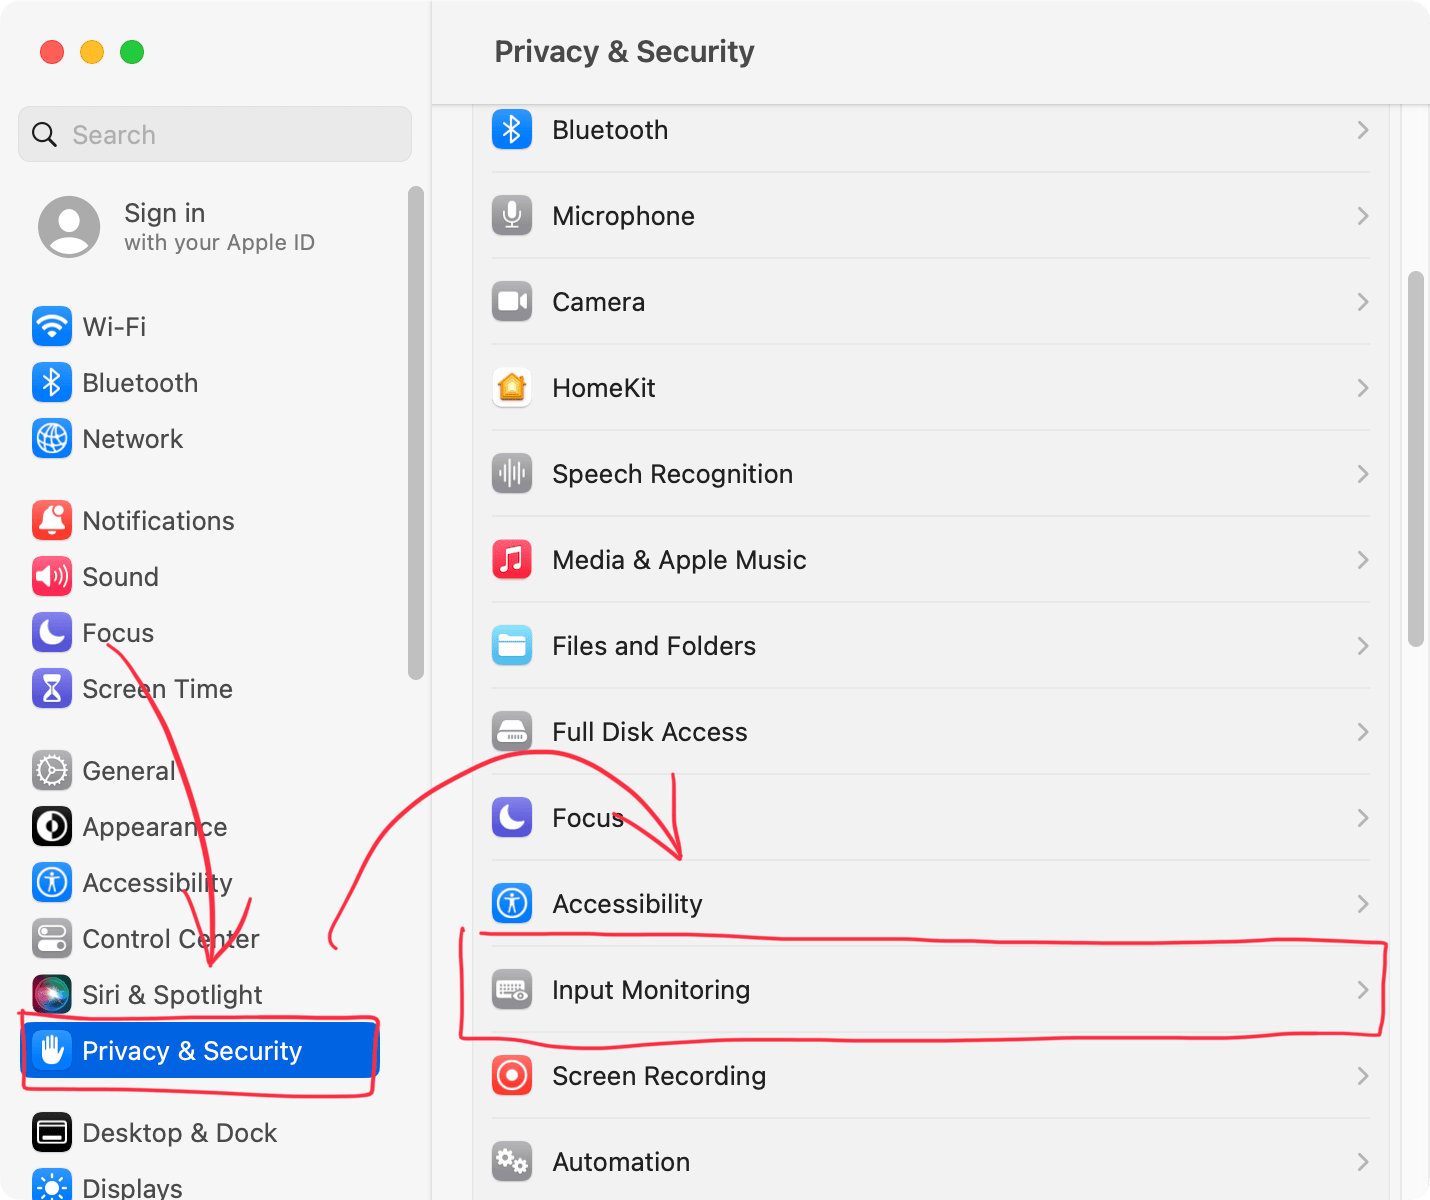 Privacy & Security
Search
Sign in
with your Apple ID
Wi-Fi
Bluetooth
Network
Notifications
Sound
Focus
Screen Time
General
Appearance
Accessibility
Control Center
Siri & Spotlight
Privacy & Security
Desktop & Dock
Displays
Bluetooth
Microphone
Camera
HomeKit
Speech Recognition
Media & Apple Music
Files and Folders
Full Disk Access
Focus
Accessibility
Input Monitoring
Screen Recording
Automation